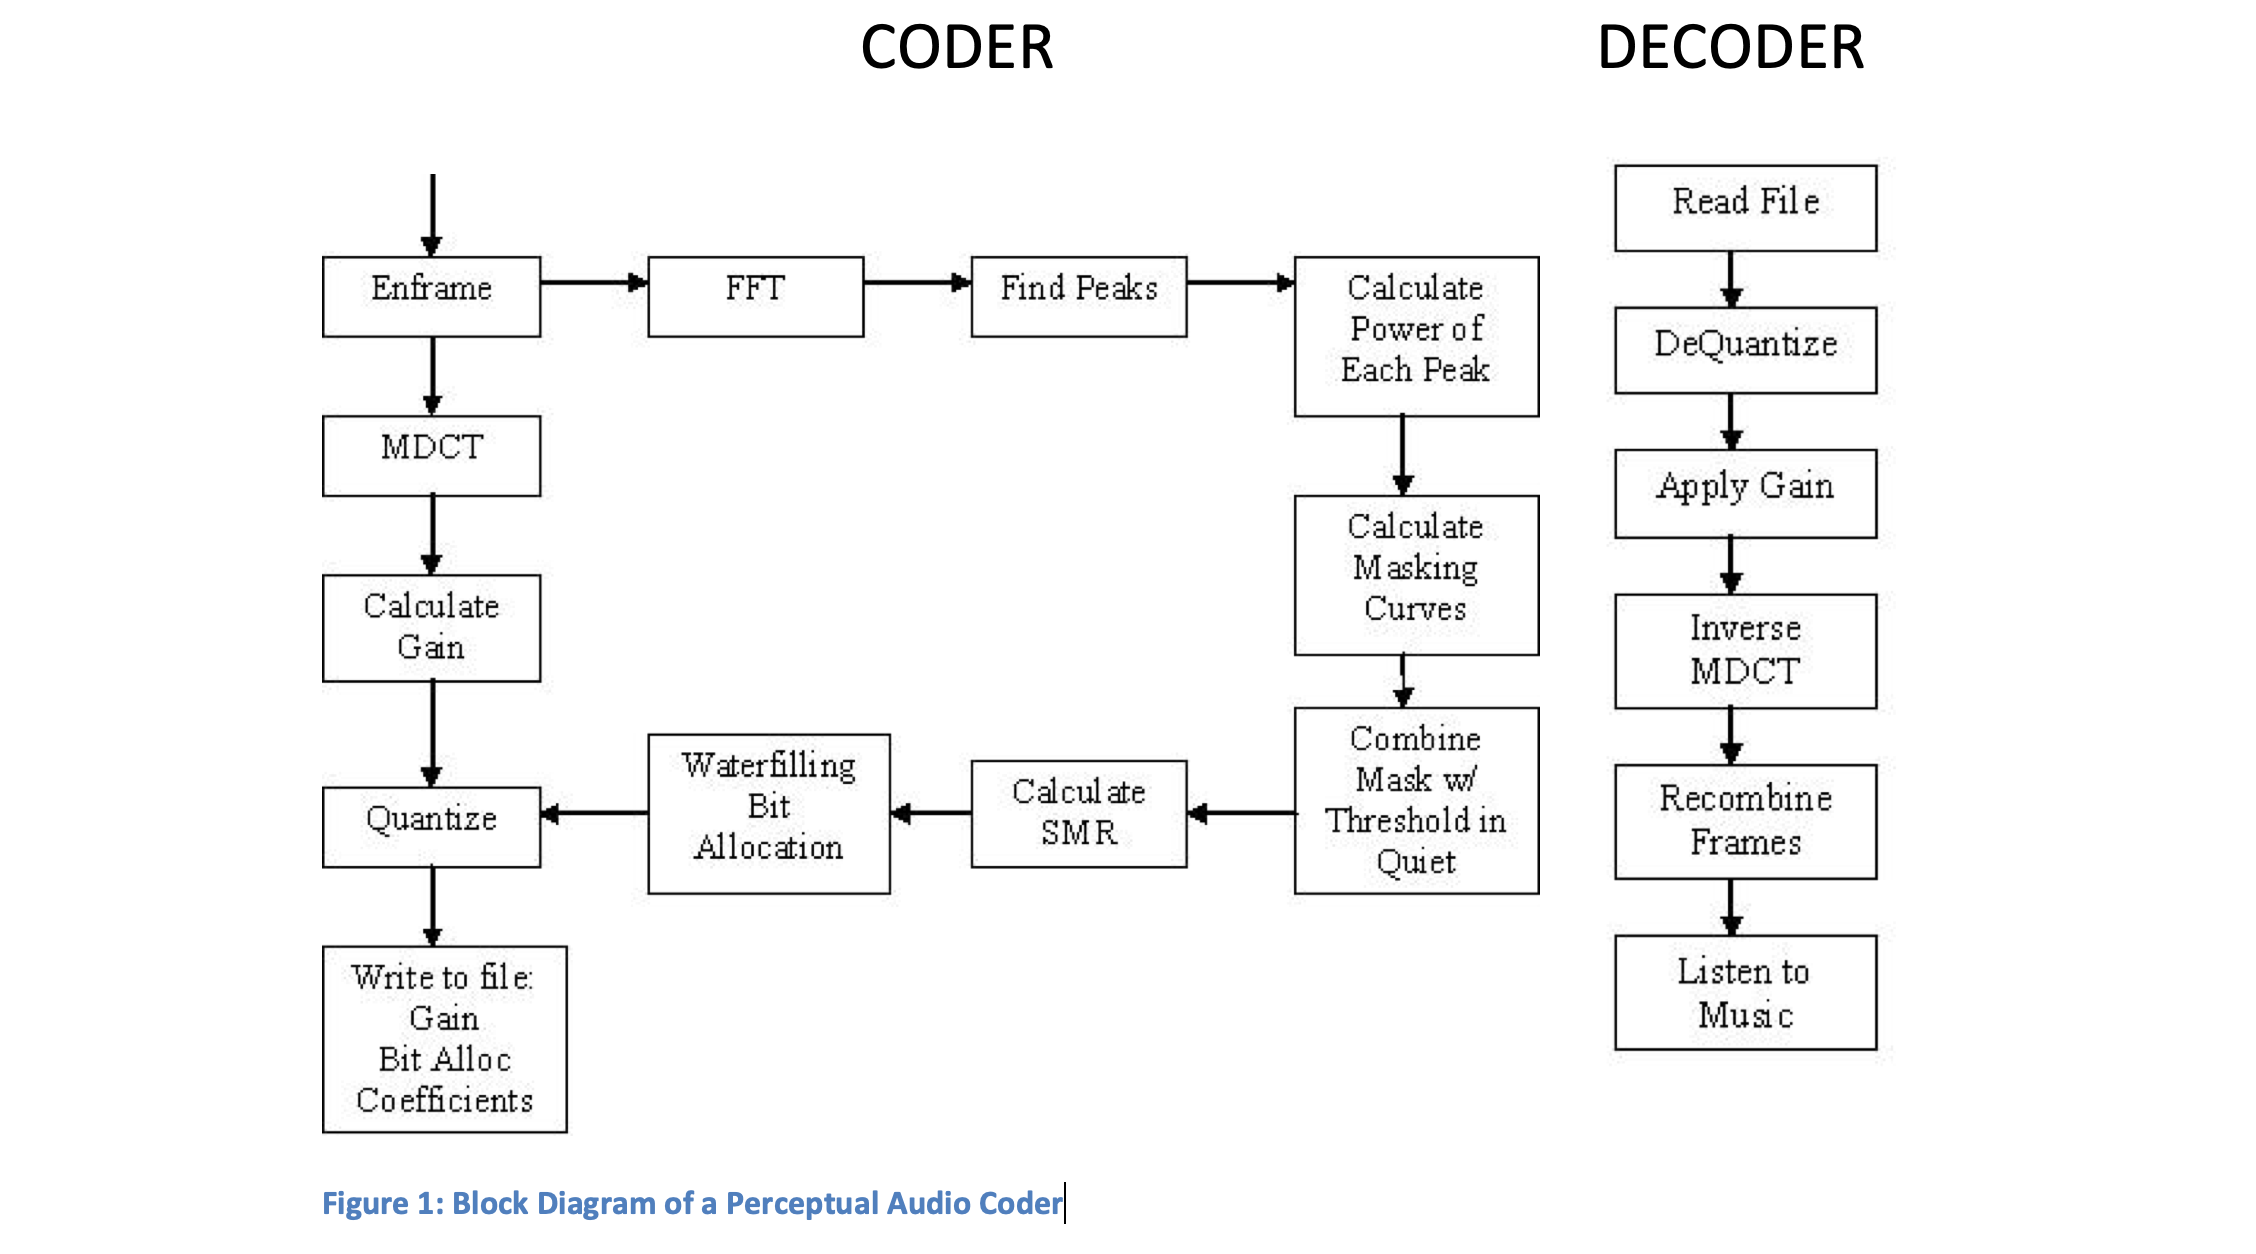 CODER
DECODER
Enframe
FFT
Find Peaks
Calculate
Power of
Each Peak
MDCT
Calculate
Masking
Curves
Calculate
Gain
Combine
Mask w/
Threshold in
Quiet
Calculate
SMR
Waterfilling
Bit
Allocation
Quantize
Write to file:
Gain
Bit Alloc
Coefficients
Read File
DeQuantize
Apply Gain
Inverse
MDCT
Recombine
Frames
Listen to
Music
Figure 1: Block Diagram of a Perceptual Audio Coder